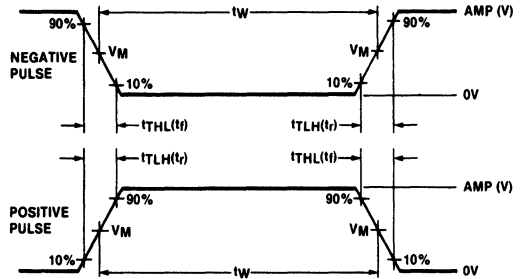 tW
90%
90%
AMP (V)
NEGATIVE
PULSE
VM
VM
10%
10%
0V
tTHL(tf)
tTLH(tr)
tTLH(tr)
tTHL(tf)
90%
90%
AMP (V)
POSITIVE
PULSE
VM
VM
10%
10%
0V
tW